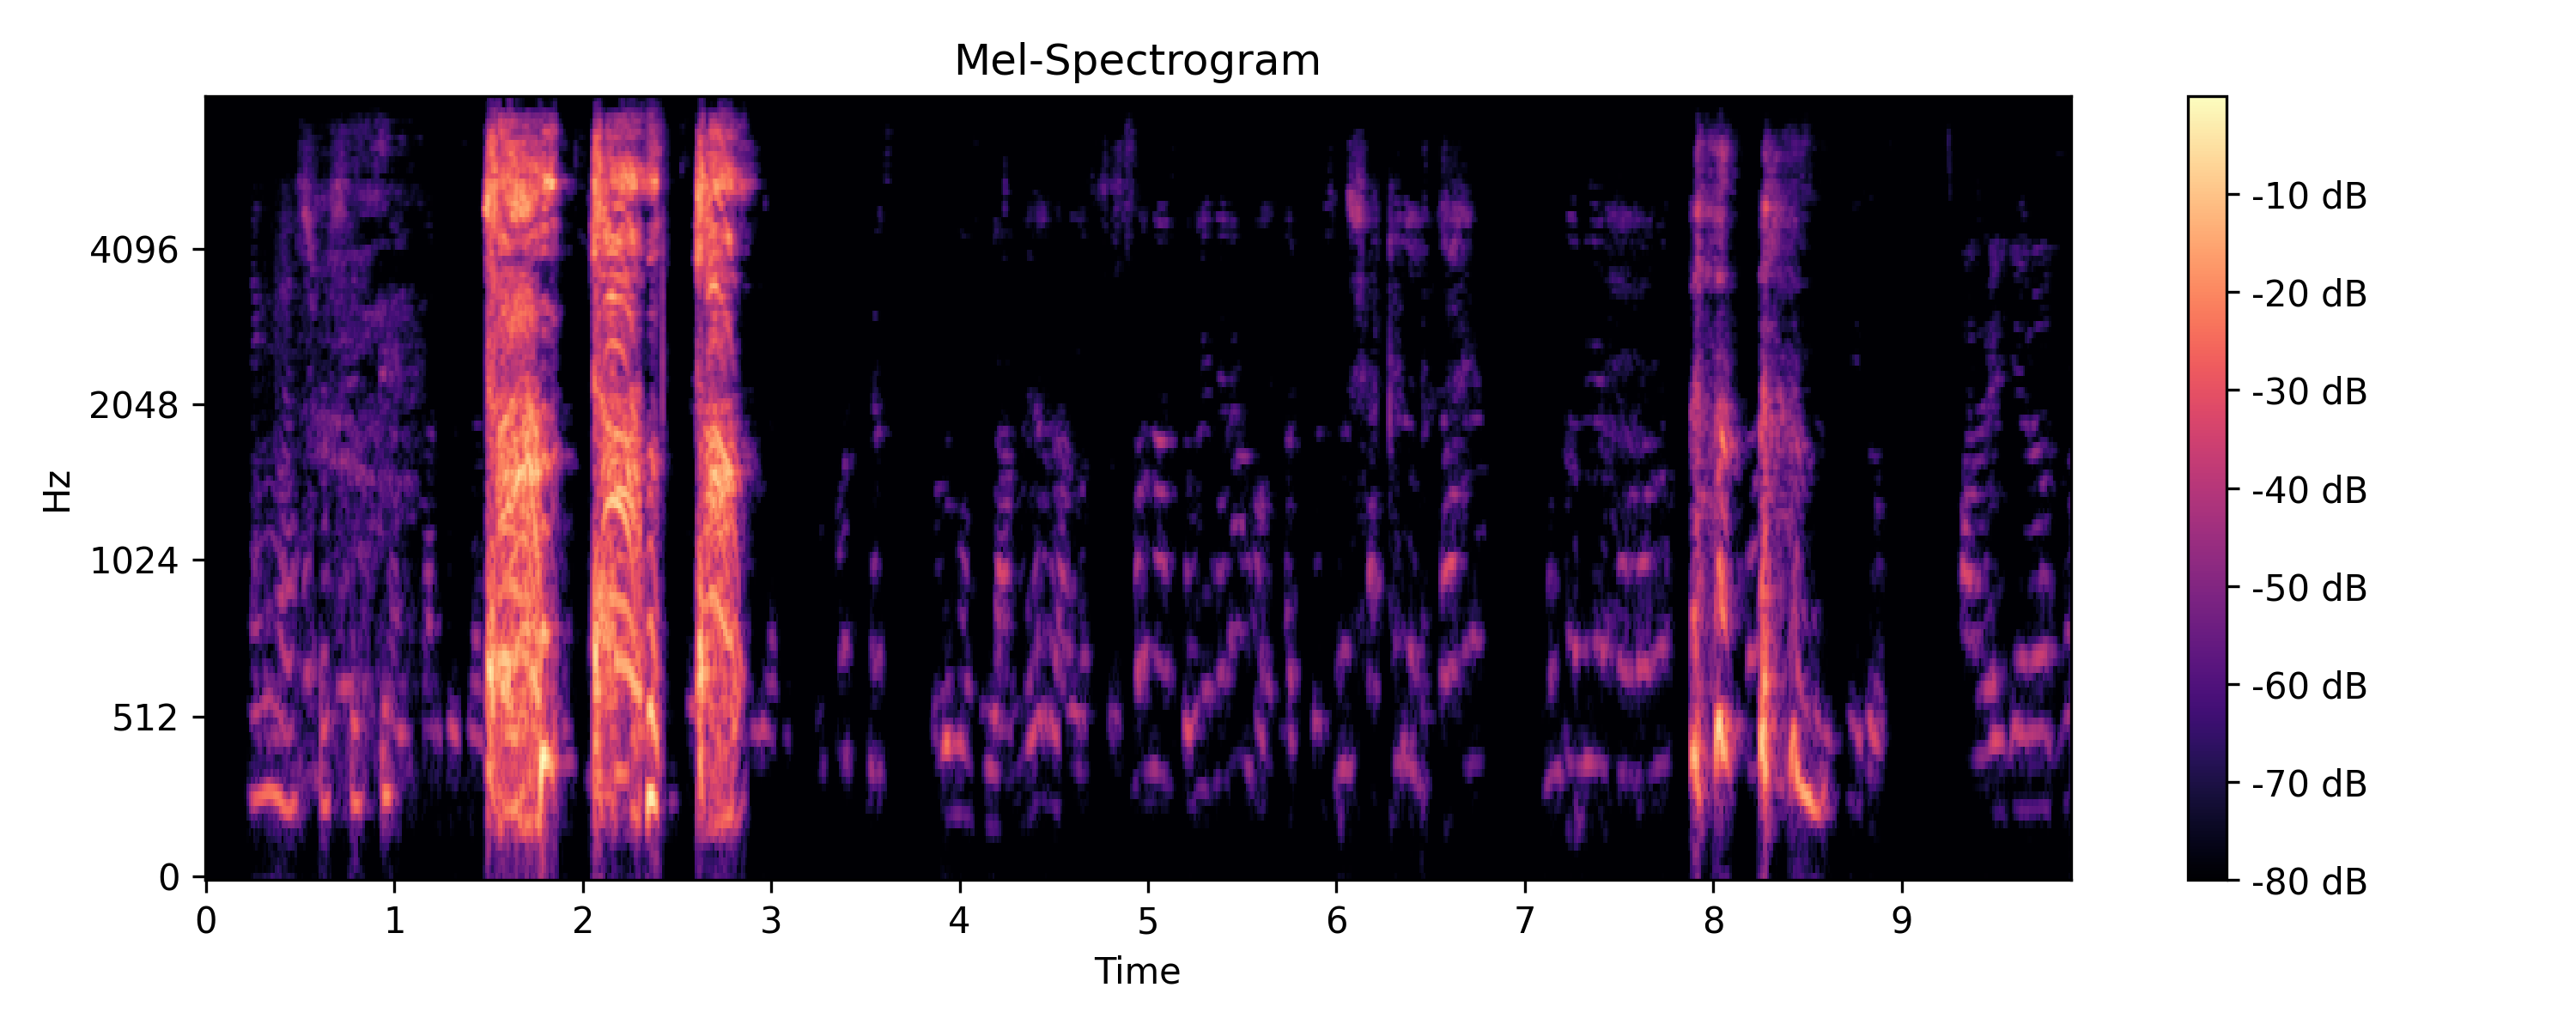 Mel-Spectrogram
Hz
4096
2048
1024
512
0
0 1 2 3 4 5 6 7 8 9
Time
-10 dB
-20 dB
-30 dB
-40 dB
-50 dB
-60 dB
-70 dB
-80 dB